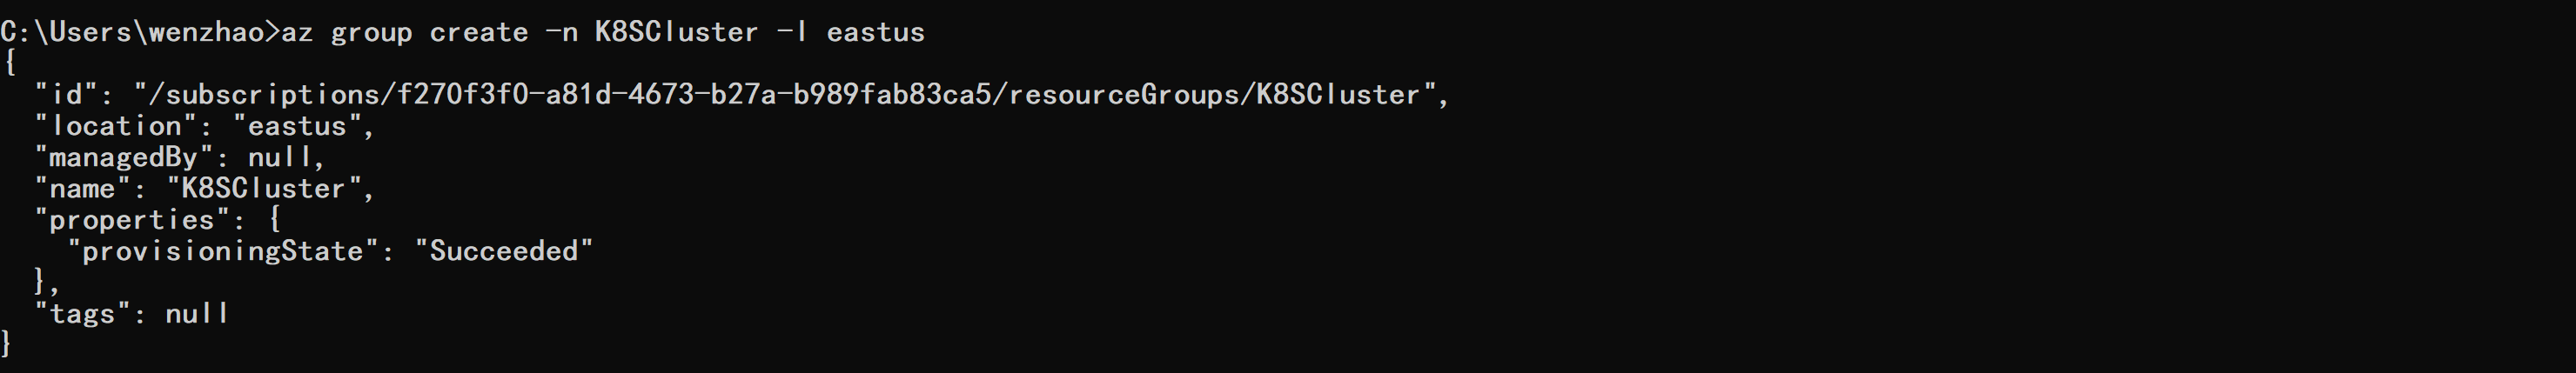 C:\Users\wenzhao>az group create -n K8SCluster -l eastus
{
  "id": "/subscriptions/f270f3f0-a81d-4673-b27a-b989fab83ca5/resourceGroups/K8SCluster",
  "location": "eastus",
  "managedBy": null,
  "name": "K8SCluster",
  "properties": {
    "provisioningState": "Succeeded"
  },
  "tags": null
}